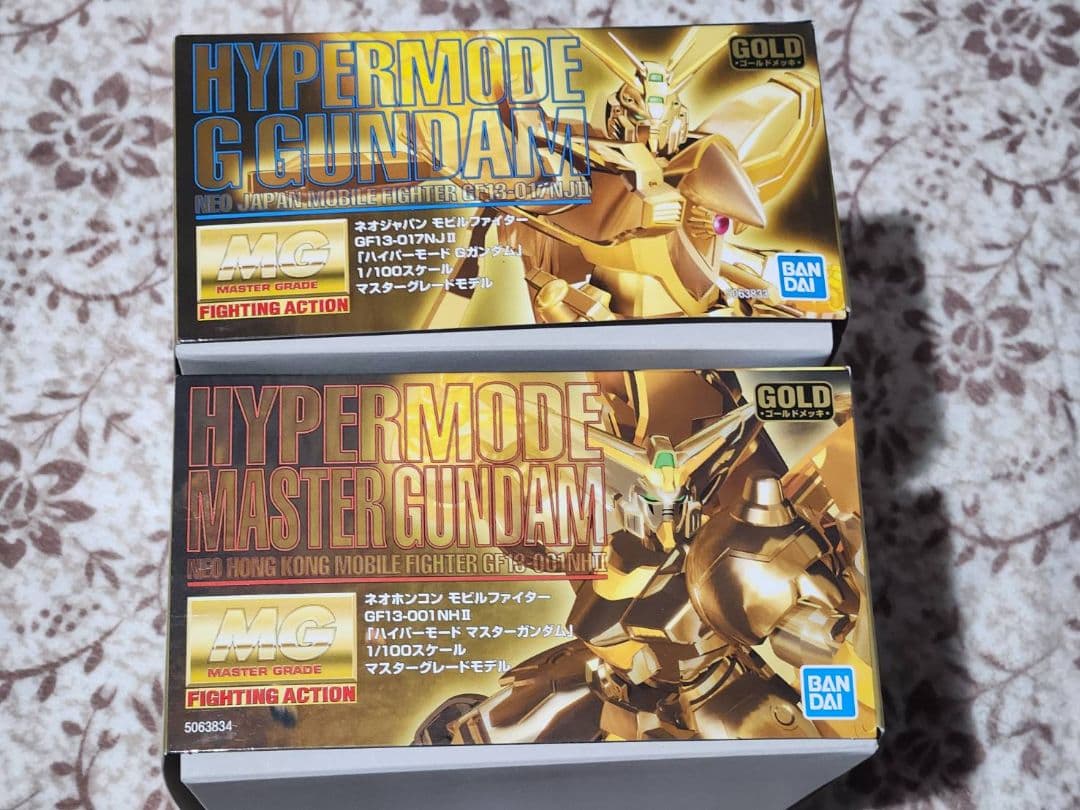 HYPERMODE
G GUNDAM
NEO JAPAN MOBILE FIGHTER GF13-017NJII
GOLD
・ゴールドメッキ・
MG
MASTER GRADE
FIGHTING ACTION
ネオジャパン モビルファイター
GF13-017NJⅡ
「ハイパーモード Gガンダム」
1/100スケール
マスターグレードモデル
5063833
BAN
DAI
HYPERMODE
MASTER GUNDAM
NEO HONG KONG MOBILE FIGHTER GF13-001NHII
GOLD
・ゴールドメッキ・
MG
MASTER GRADE
FIGHTING ACTION
ネオホンコン モビルファイター
GF13-001NHⅡ
「ハイパーモード マスターガンダム」
1/100スケール
マスターグレードモデル
5063834
BAN
DAI